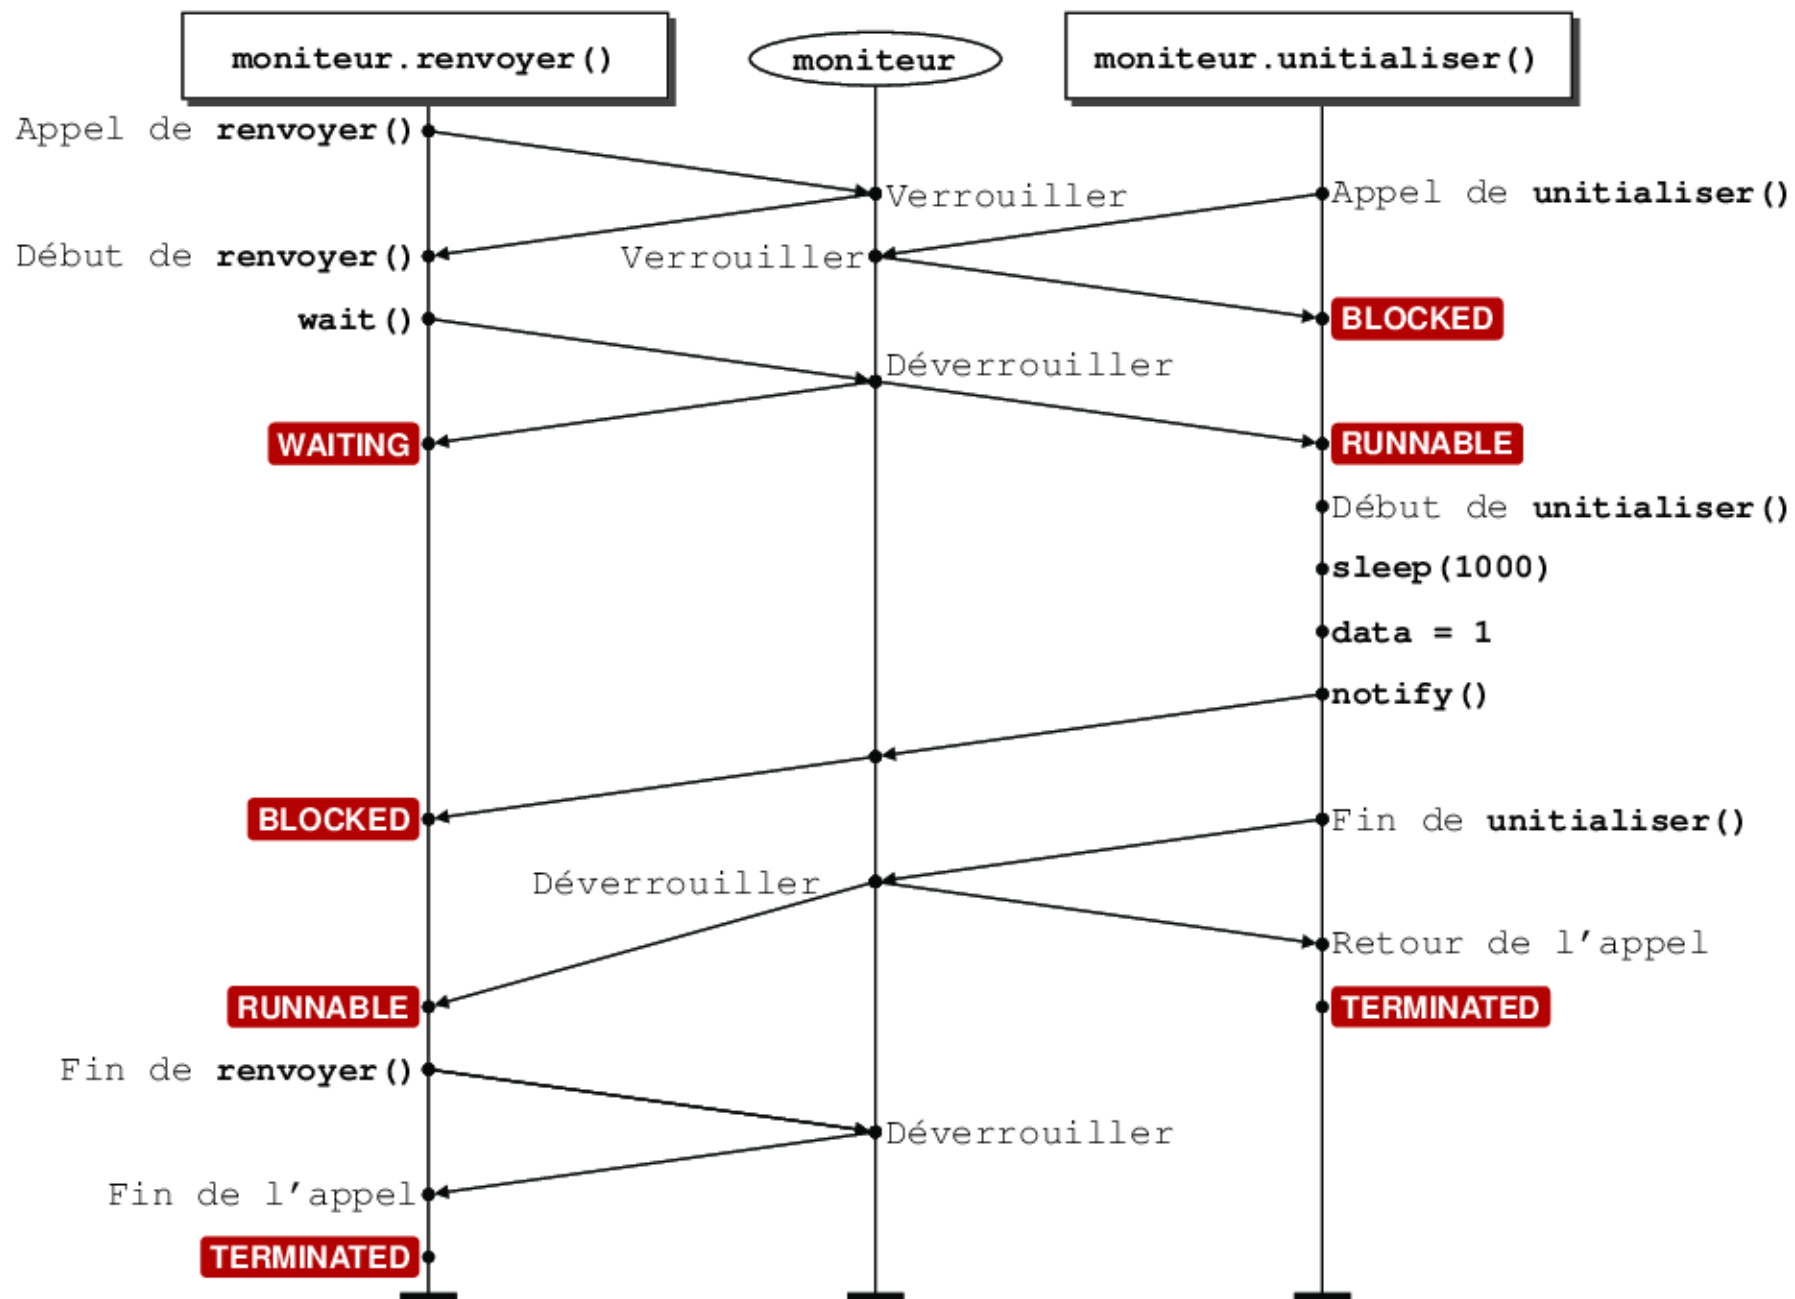 moniteur.renvoyer()
moniteur
moniteur.unitialiser()
Appel de renvoyer()
Verrouiller
Appel de unitialiser()
Début de renvoyer()
Verrouiller
wait()
BLOCKED
Déverrouiller
WAITING
RUNNABLE
Début de unitialiser()
sleep(1000)
data = 1
notify()
BLOCKED
Fin de unitialiser()
Déverrouiller
Retour de l’appel
RUNNABLE
TERMINATED
Fin de renvoyer()
Déverrouiller
Fin de l’appel
TERMINATED